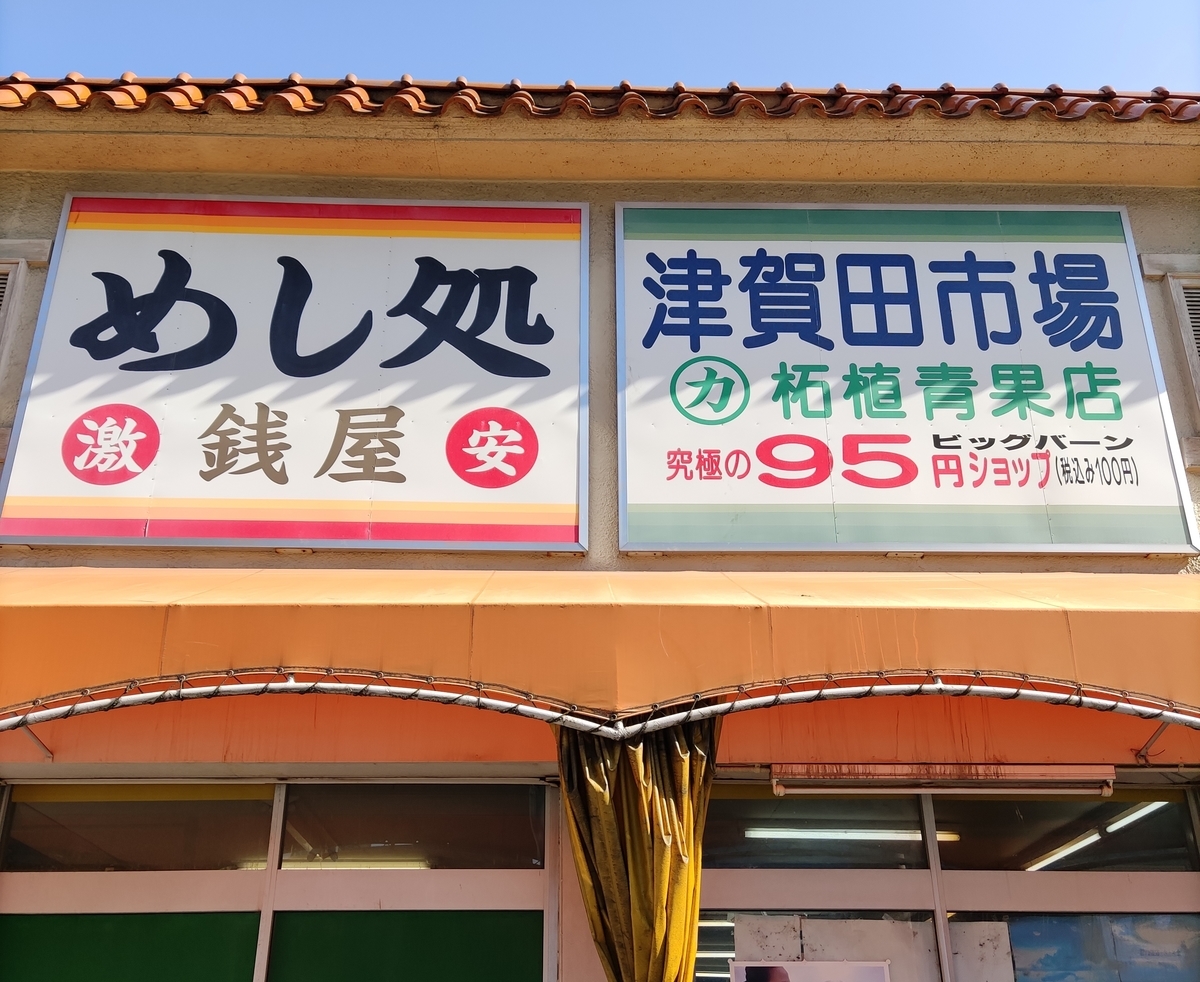 めし処
激 銭屋 安
津賀田市場
カ 柘植青果店
究極の95円ショップ ビッグバーン (税込み100円)